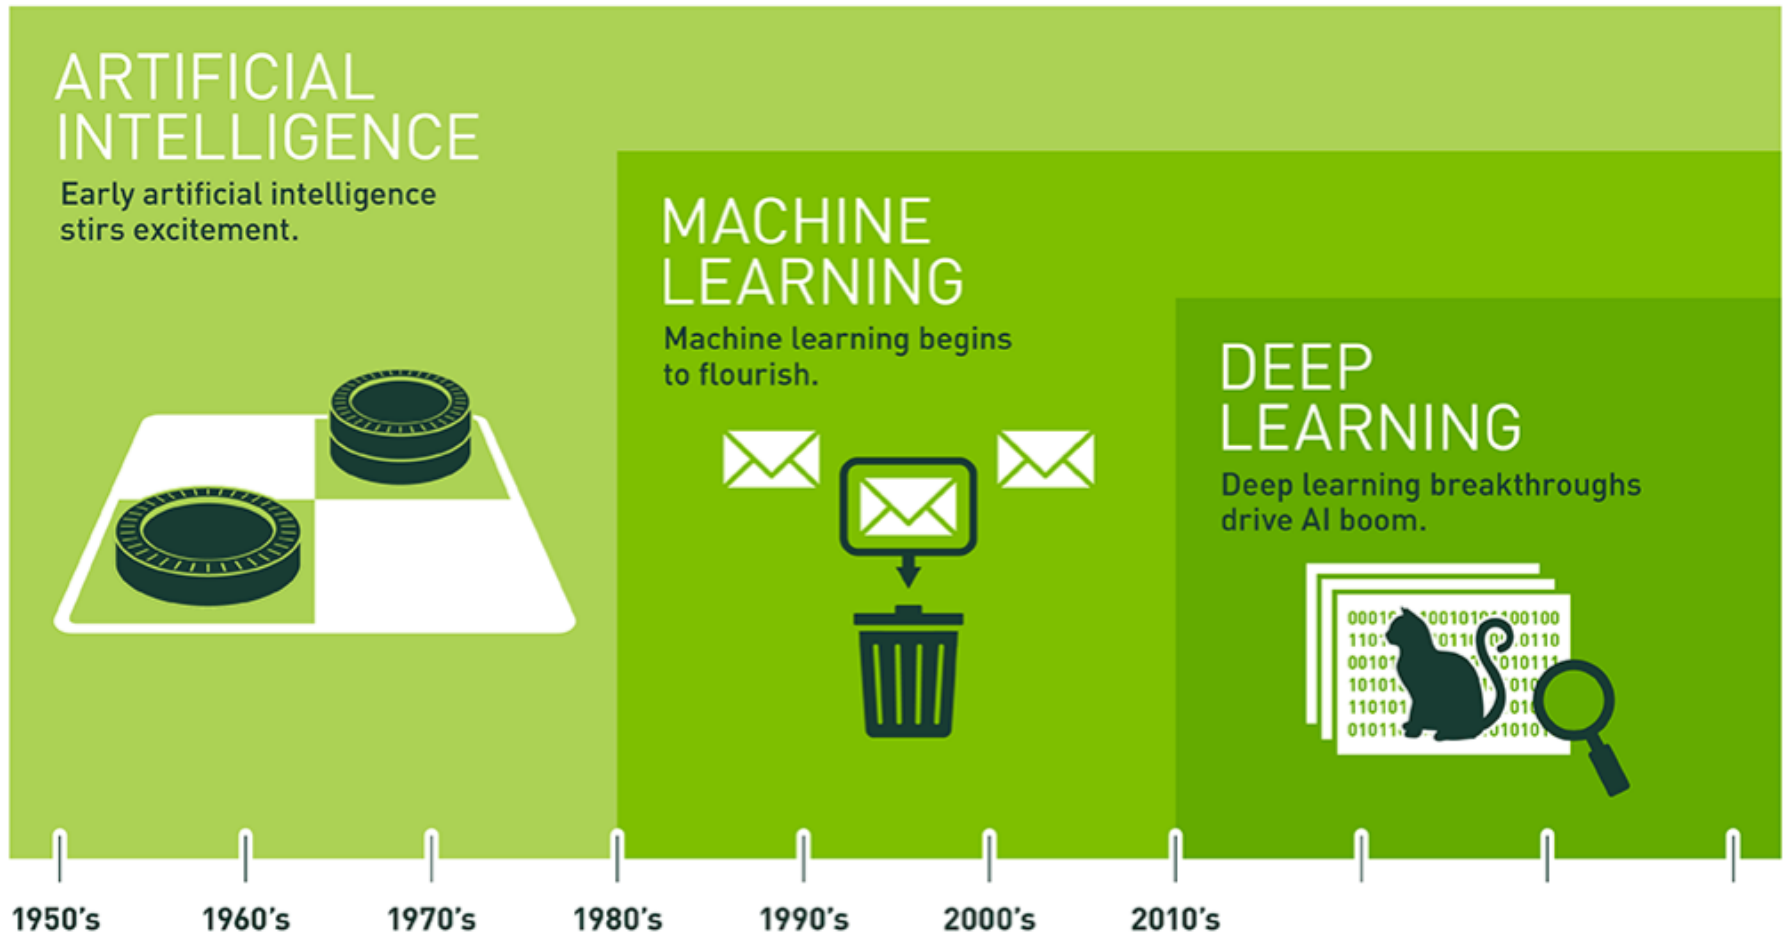 ARTIFICIAL
INTELLIGENCE
Early artificial intelligence
stirs excitement.
MACHINE
LEARNING
Machine learning begins
to flourish.
DEEP
LEARNING
Deep learning breakthroughs
drive AI boom.
1950's 1960's 1970's 1980's 1990's 2000's 2010's